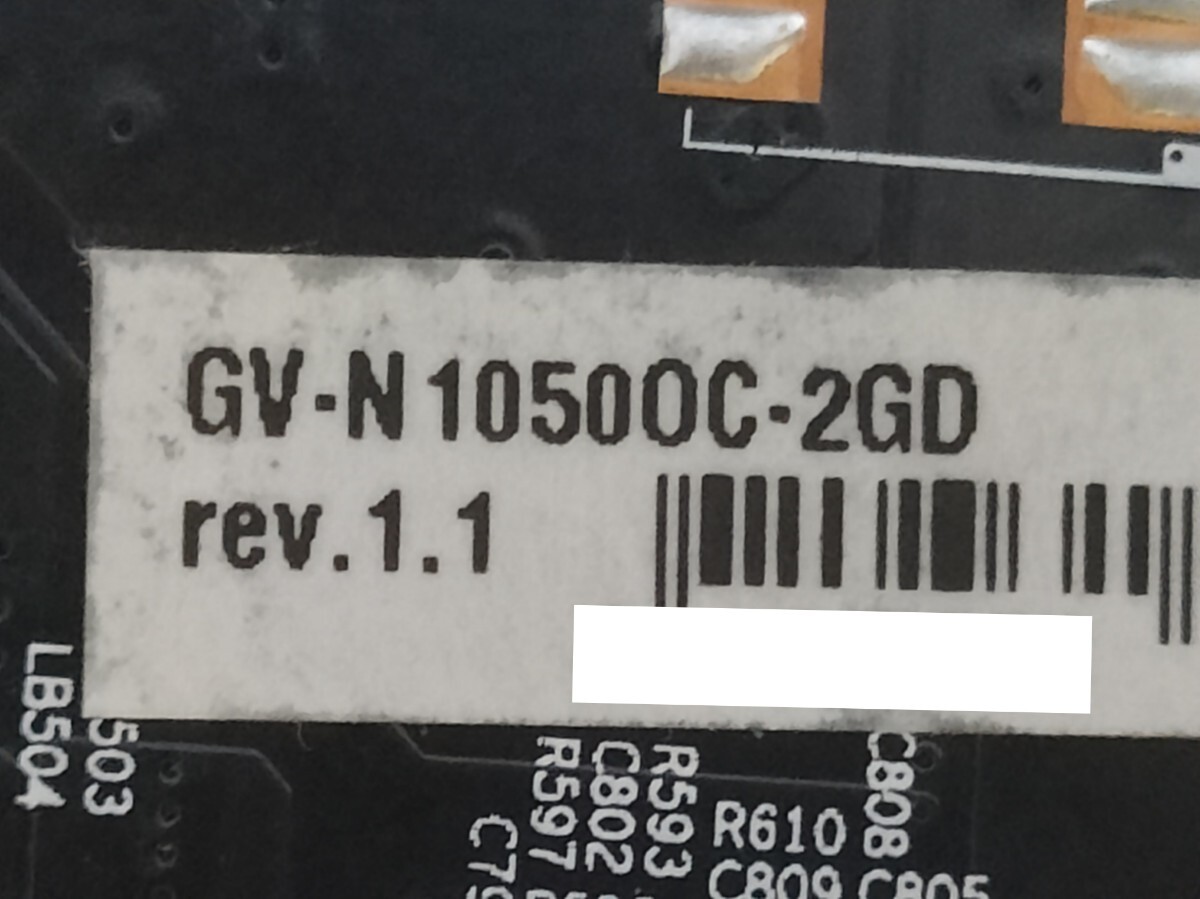 GV-N1050OC-2GD
rev.1.1
LB504
503
R597
C802
R593
C808
R610
C809
C805